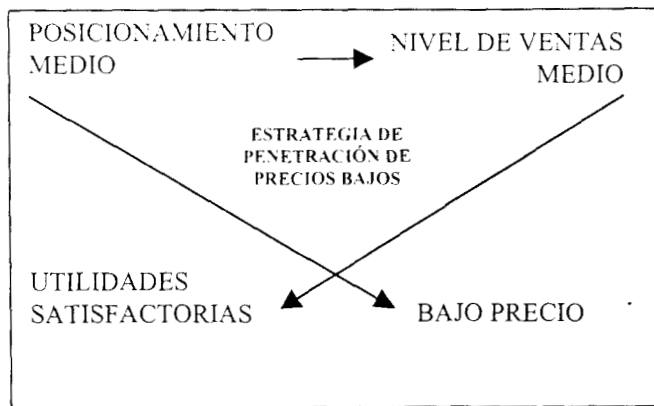 POSICIONAMIENTO
MEDIO
NIVEL DE VENTAS
MEDIO
ESTRATEGIA DE
PENETRACIÓN DE
PRECIOS BAJOS
UTILIDADES
SATISFACTORIAS
BAJO PRECIO